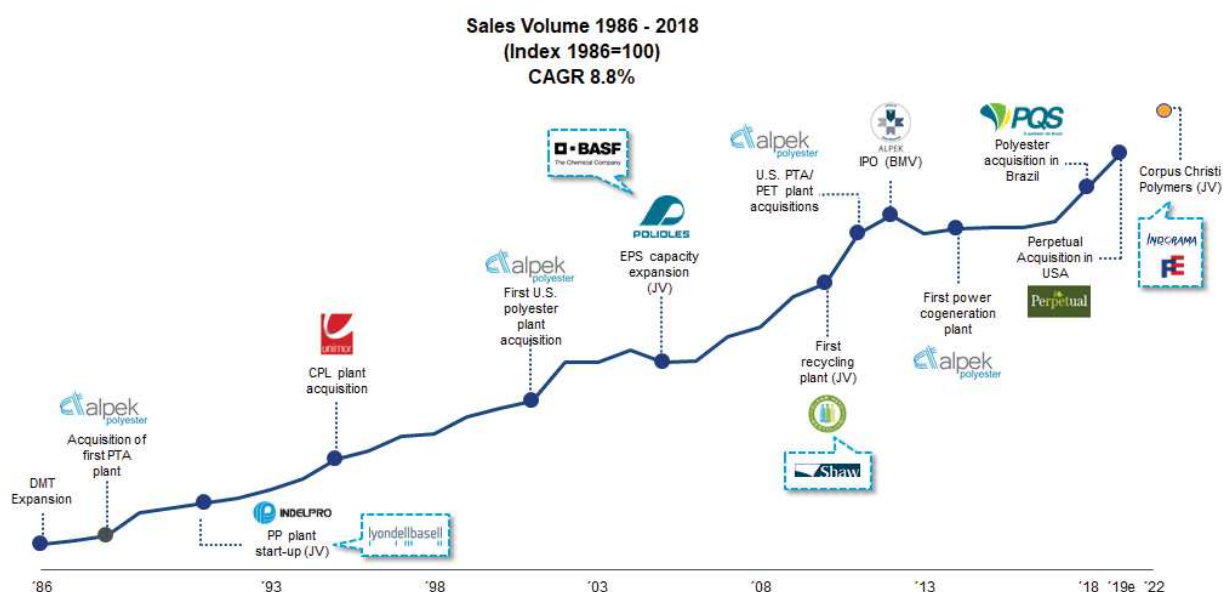 Sales Volume 1986 - 2018
(Index 1986=100)
CAGR 8.8%
BASF
The Chemical Company
POLIOLES
EPS capacity
expansion (JV)
alpek
polyester
U.S. PTA/
PET plant
acquisitions
ALPEK
IPO (BMV)
PQS
Polyester
acquisition in
Brazil
Corpus Christi
Polymers (JV)
INDORAMA
FE
Perpetual
Acquisition in
USA
Perpetual
alpek
polyester
First U.S.
polyester
plant
acquisition
unimor
CPL plant
acquisition
First power
cogeneration
plant
alpek
polyester
First
recycling
plant (JV)
Shaw
alpek
polyester
Acquisition of
first PTA
plant
DMT
Expansion
INDELPRO
PP plant
start-up (JV)
lyondellbasell
´86 ´93 ´98 ´03 ´08 ´13 ´18 ´19e ´22